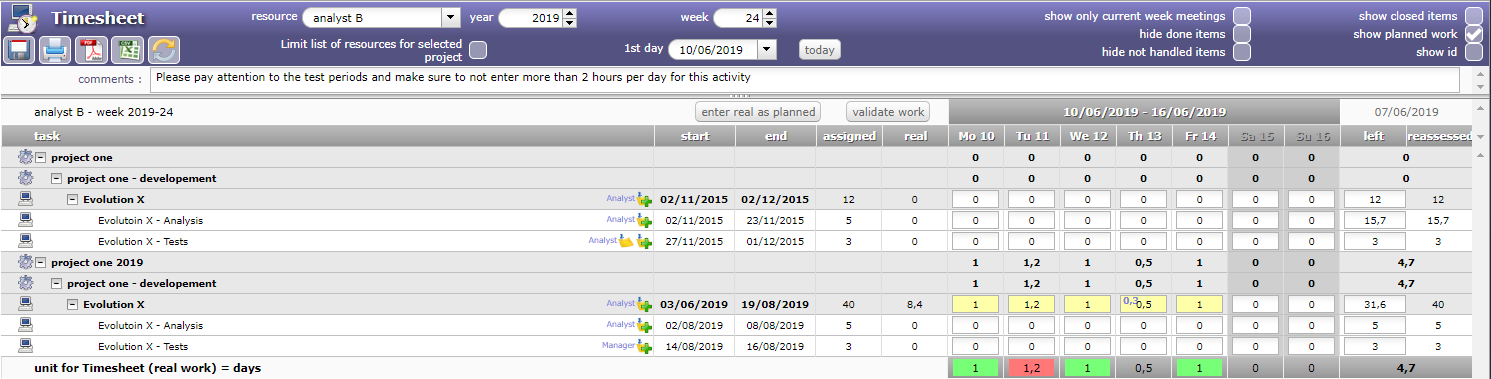 Timesheet resource analyst B year 2019 week 24 show only current week meetings show closed items
hide done items show planned work
Limit list of resources for selected project 1st day 10/06/2019 today hide not handled items show id
comments : Please pay attention to the test periods and make sure to not enter more than 2 hours per day for this activity
analyst B - week 2019-24 enter real as planned validate work 10/06/2019 - 16/06/2019 07/06/2019
task start end assigned real Mo 10 Tu 11 We 12 Th 13 Fr 14 Sa 15 Su 16 left reassessed
project one 0 0 0 0 0 0 0 0
project one - developement 0 0 0 0 0 0 0 0
Evolution X Analyst 02/11/2015 02/12/2015 12 0 0 0 0 0 0 0 0 12 12
Evolutoin X - Analysis Analyst 02/11/2015 23/11/2015 5 0 0 0 0 0 0 0 0 15,7 15,7
Evolution X - Tests Analyst 27/11/2015 01/12/2015 3 0 0 0 0 0 0 0 0 3 3
project one 2019 1 1,2 1 0,5 1 0 0 4,7
project one - developement 1 1,2 1 0,5 1 0 0 4,7
Evolution X Analyst 03/06/2019 19/08/2019 40 8,4 1 1,2 1 0,3 0,5 1 0 0 31,6 40
Evolutoin X - Analysis Analyst 02/08/2019 08/08/2019 5 0 0 0 0 0 0 0 0 5 5
Evolution X - Tests Manager 14/08/2019 16/08/2019 3 0 0 0 0 0 0 0 0 3 3
unit for Timesheet (real work) = days 1 1,2 1 0,5 1 0 0 4,7